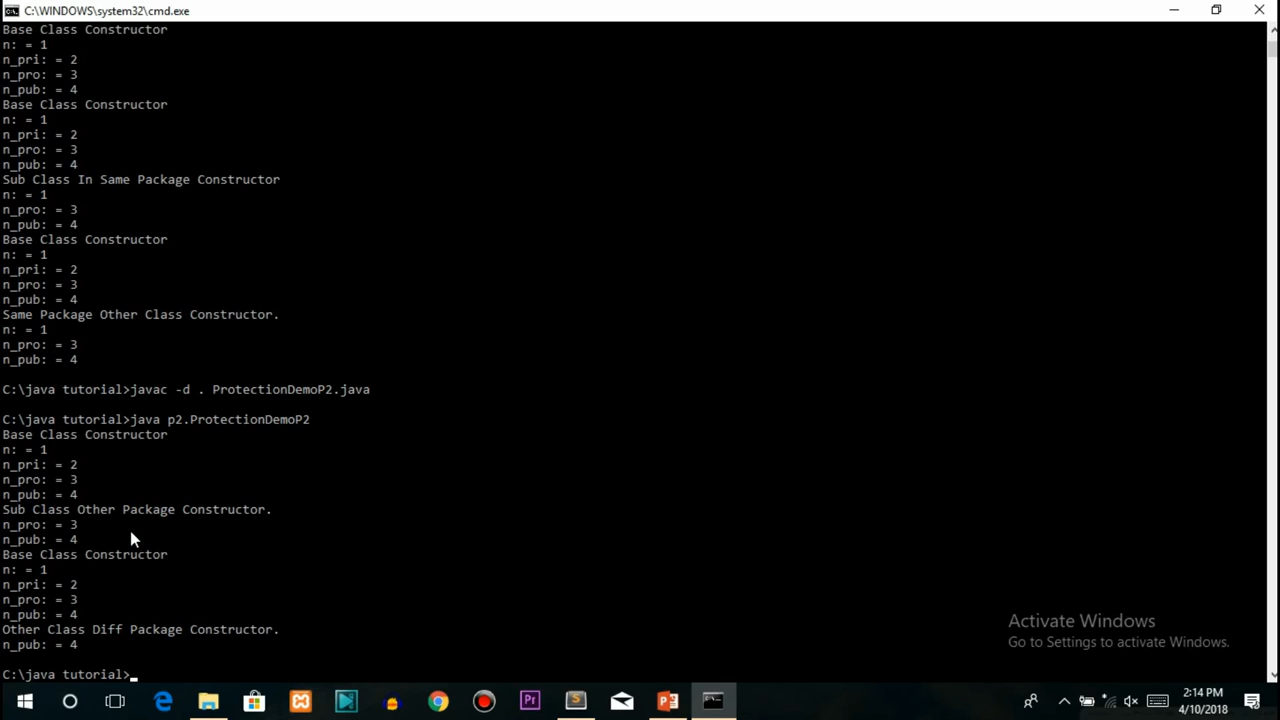 C:\WINDOWS\system32\cmd.exe
Base Class Constructor
n: = 1
n_pri: = 2
n_pro: = 3
n_pub: = 4
Base Class Constructor
n: = 1
n_pri: = 2
n_pro: = 3
n_pub: = 4
Sub Class In Same Package Constructor
n: = 1
n_pro: = 3
n_pub: = 4
Base Class Constructor
n: = 1
n_pri: = 2
n_pro: = 3
n_pub: = 4
Same Package Other Class Constructor.
n: = 1
n_pro: = 3
n_pub: = 4
C:\java tutorial>javac -d . ProtectionDemoP2.java
C:\java tutorial>java p2.ProtectionDemoP2
Base Class Constructor
n: = 1
n_pri: = 2
n_pro: = 3
n_pub: = 4
Sub Class Other Package Constructor.
n_pro: = 3
n_pub: = 4
Base Class Constructor
n: = 1
n_pri: = 2
n_pro: = 3
n_pub: = 4
Other Class Diff Package Constructor.
n_pub: = 4
C:\java tutorial>
Activate Windows
Go to Settings to activate Windows.
2:14 PM
4/10/2018